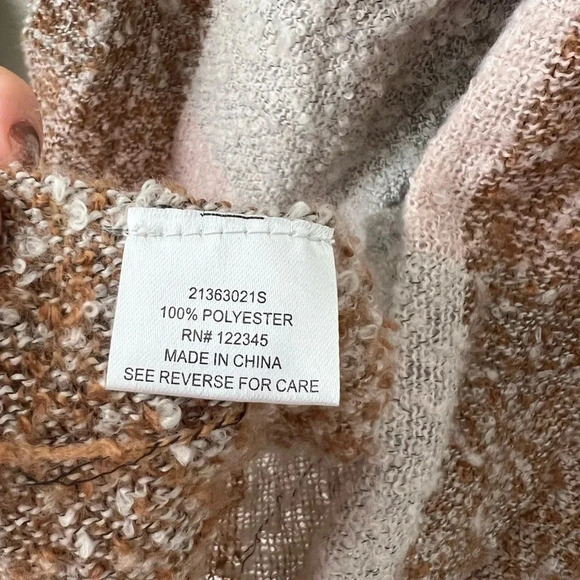 21363021S
100% POLYESTER
RN# 122345
MADE IN CHINA
SEE REVERSE FOR CARE